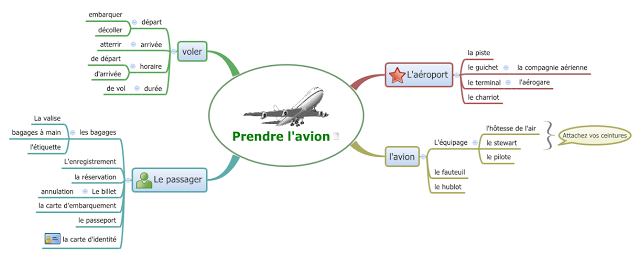 Prendre l'avion
voler
départ
embarquer
décoller
arrivée
atterrir
horaire
de départ
d'arrivée
durée
de vol
Le passager
les bagages
La valise
bagages à main
l'étiquette
L'enregistrement
la réservation
Le billet
annulation
la carte d'embarquement
le passeport
la carte d'identité
L'aéroport
la piste
le guichet
la compagnie aérienne
le terminal
l'aérogare
le charriot
l'avion
L'équipage
l'hôtesse de l'air
le stewart
le pilote
Attachez vos ceintures
le fauteuil
le hublot